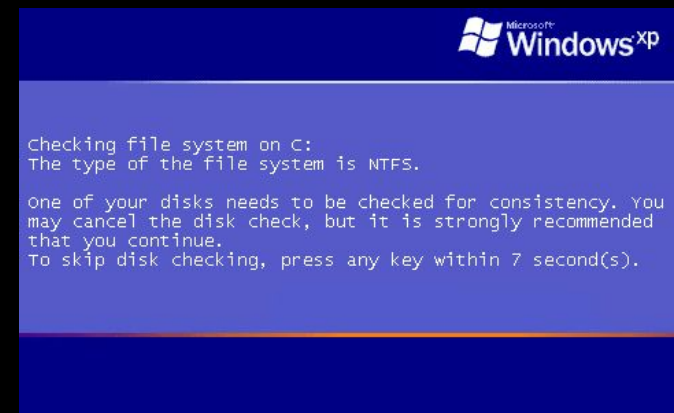 Microsoft
Windows xp
Checking file system on C:
The type of the file system is NTFS.
One of your disks needs to be checked for consistency. You
may cancel the disk check, but it is strongly recommended
that you continue.
To skip disk checking, press any key within 7 second(s).